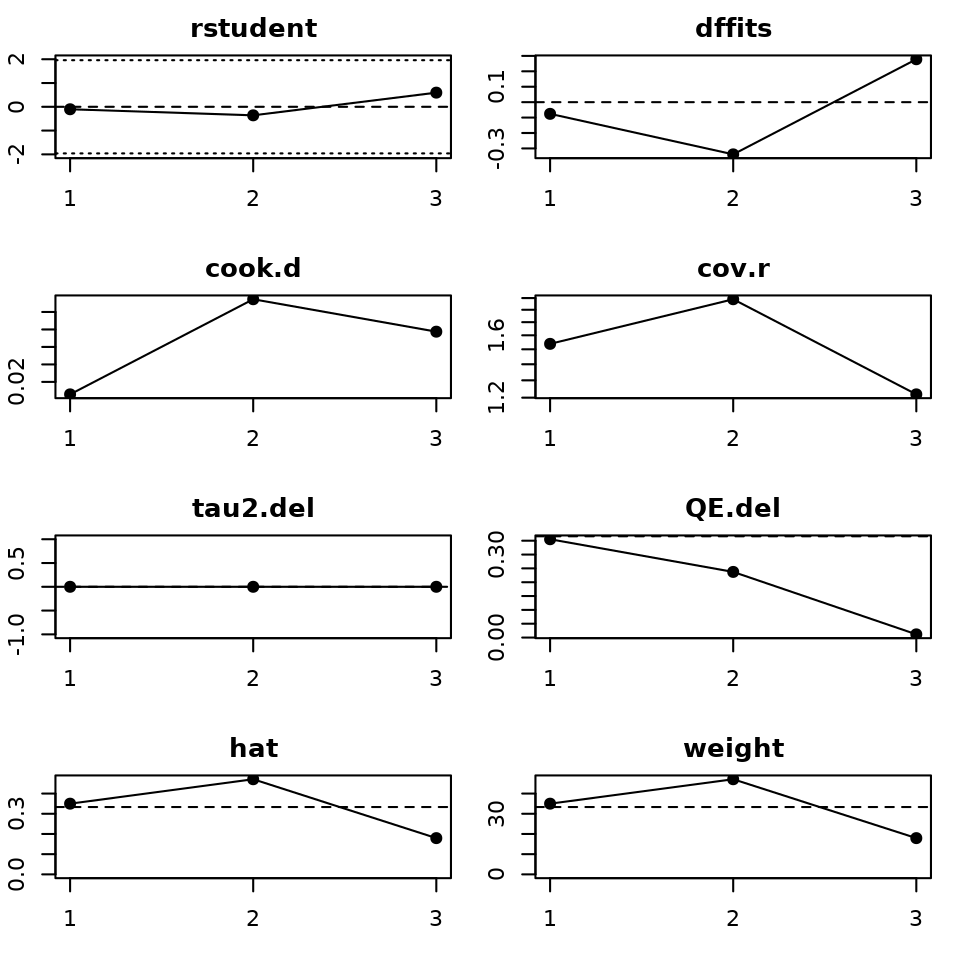 rstudent
2
0
-2
1 2 3
dffits
0.1
-0.3
1 2 3
cook.d
0.02
1 2 3
cov.r
1.6
1.2
1 2 3
tau2.del
0.5
-1.0
1 2 3
QE.del
0.30
0.00
1 2 3
hat
0.3
0.0
1 2 3
weight
30
0
1 2 3